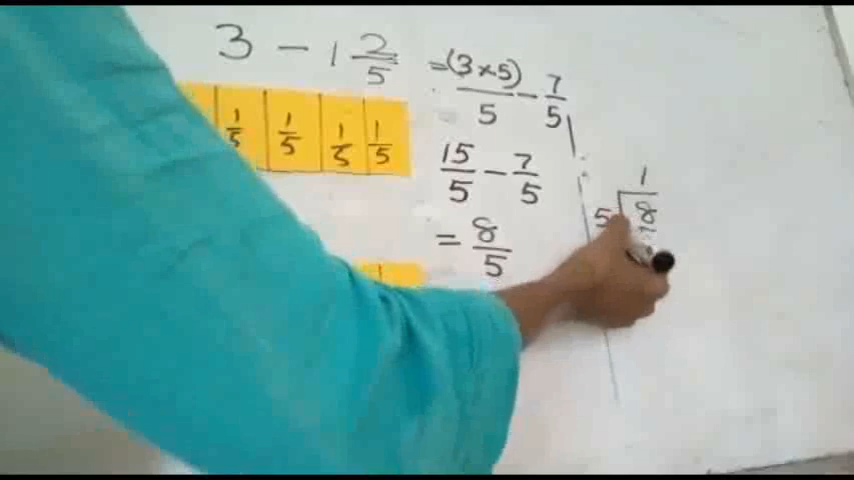 3 - 1 2/5 = (3×5)/5 - 7/5
1/5 1/5 1/5 1/5
15/5 - 7/5
= 8/5
1
5 8
1